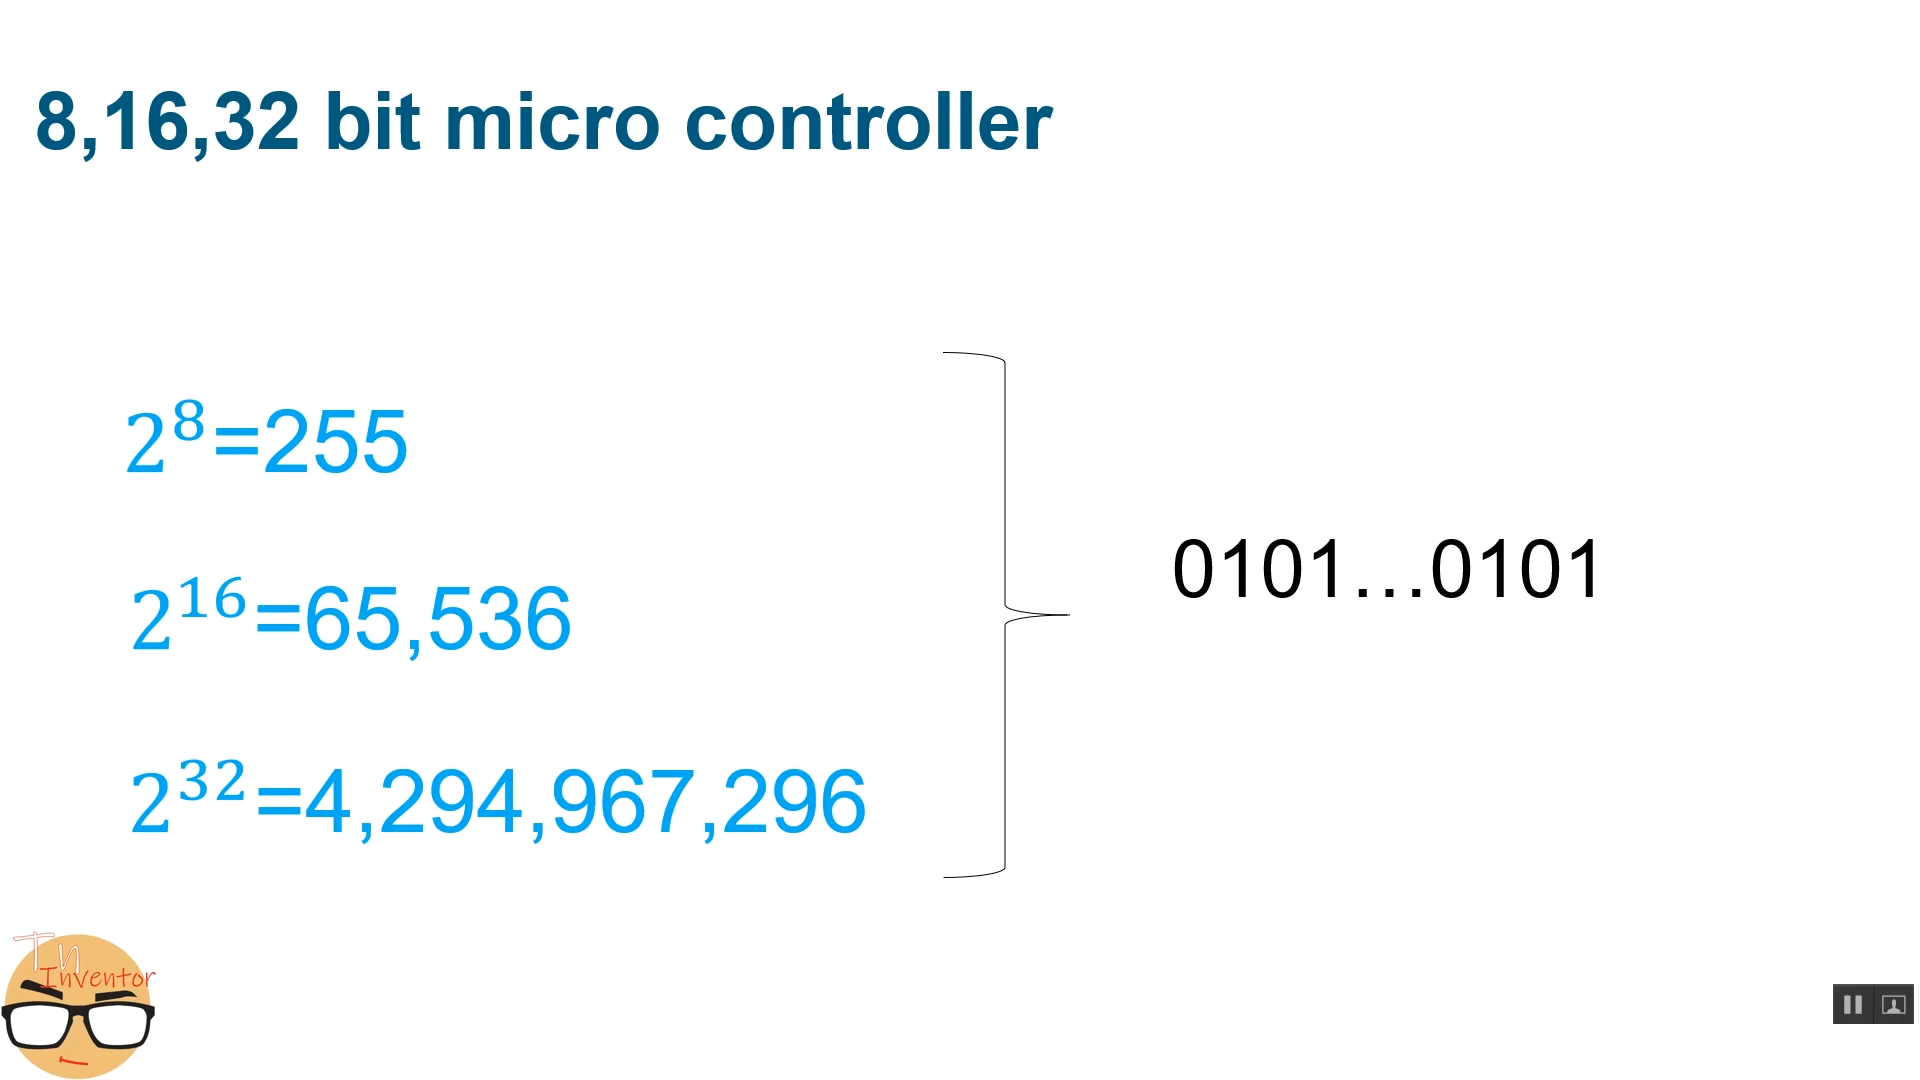 8,16,32 bit micro controller
2⁸=255
2¹⁶=65,536
2³²=4,294,967,296
0101…0101
Tn
Inventor